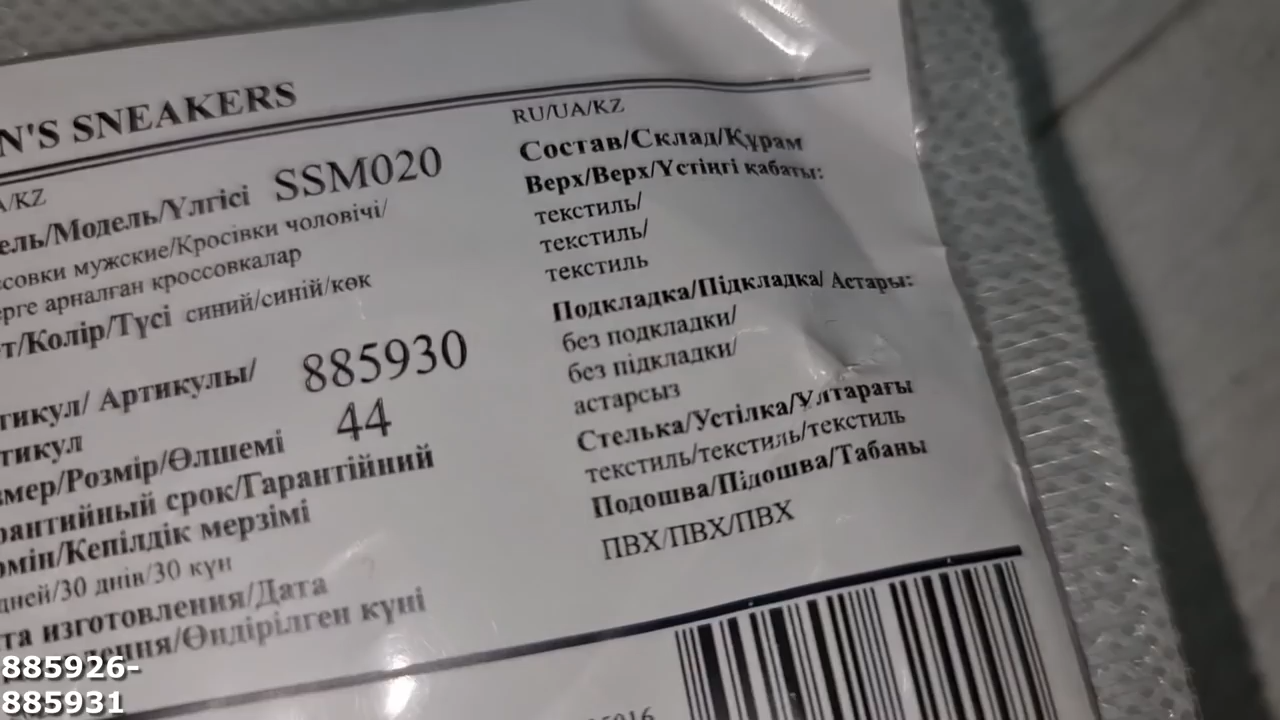 N'S SNEAKERS
A/KZ
ель/Модель/Үлгісі SSM020
ссовки мужские/Кросівки чоловічі/
ерге арналған кроссовкалар
т/Колір/Түсі синий/синій/көк
тикул/ Артикулы/
тикул 885930
змер/Розмір/Өлшемі 44
рантийный срок/Гарантійний
рмін/Кепілдік мерзімі
дней/30 днів/30 күн
та изготовления/Дата
лення/Өндірілген күні
RU/UA/KZ
Состав/Склад/Құрам
Верх/Верх/Үстіңгі қабаты:
текстиль/
текстиль/
текстиль
Подкладка/Підкладка/ Астары:
без подкладки/
без підкладки/
астарсыз
Стелька/Устілка/Ұлтарағы
текстиль/текстиль/текстиль
Подошва/Підошва/Табаны
ПВХ/ПВХ/ПВХ
885926-
885931